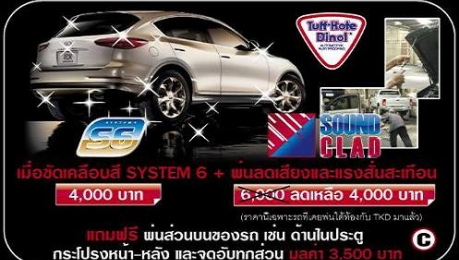 Tuff-Kote
Dinol
SYSTEM 6
S6
SOUND
CLAD
เมื่อขัดเคลือบสี SYSTEM 6 + พ่นลดเสียงและแรงสั่นสะเทือน
4,000 บาท
6,000 ลดเหลือ 4,000 บาท
(ราคานี้เฉพาะรถที่เคยพ่นใต้ท้องกับ TKD มาแล้ว)
แถมฟรี พ่นส่วนบนของรถ เช่น ด้านในประตู
กระโปรงหน้า-หลัง และจุดอับทุกส่วน มูลค่า 3,500 บาท
C